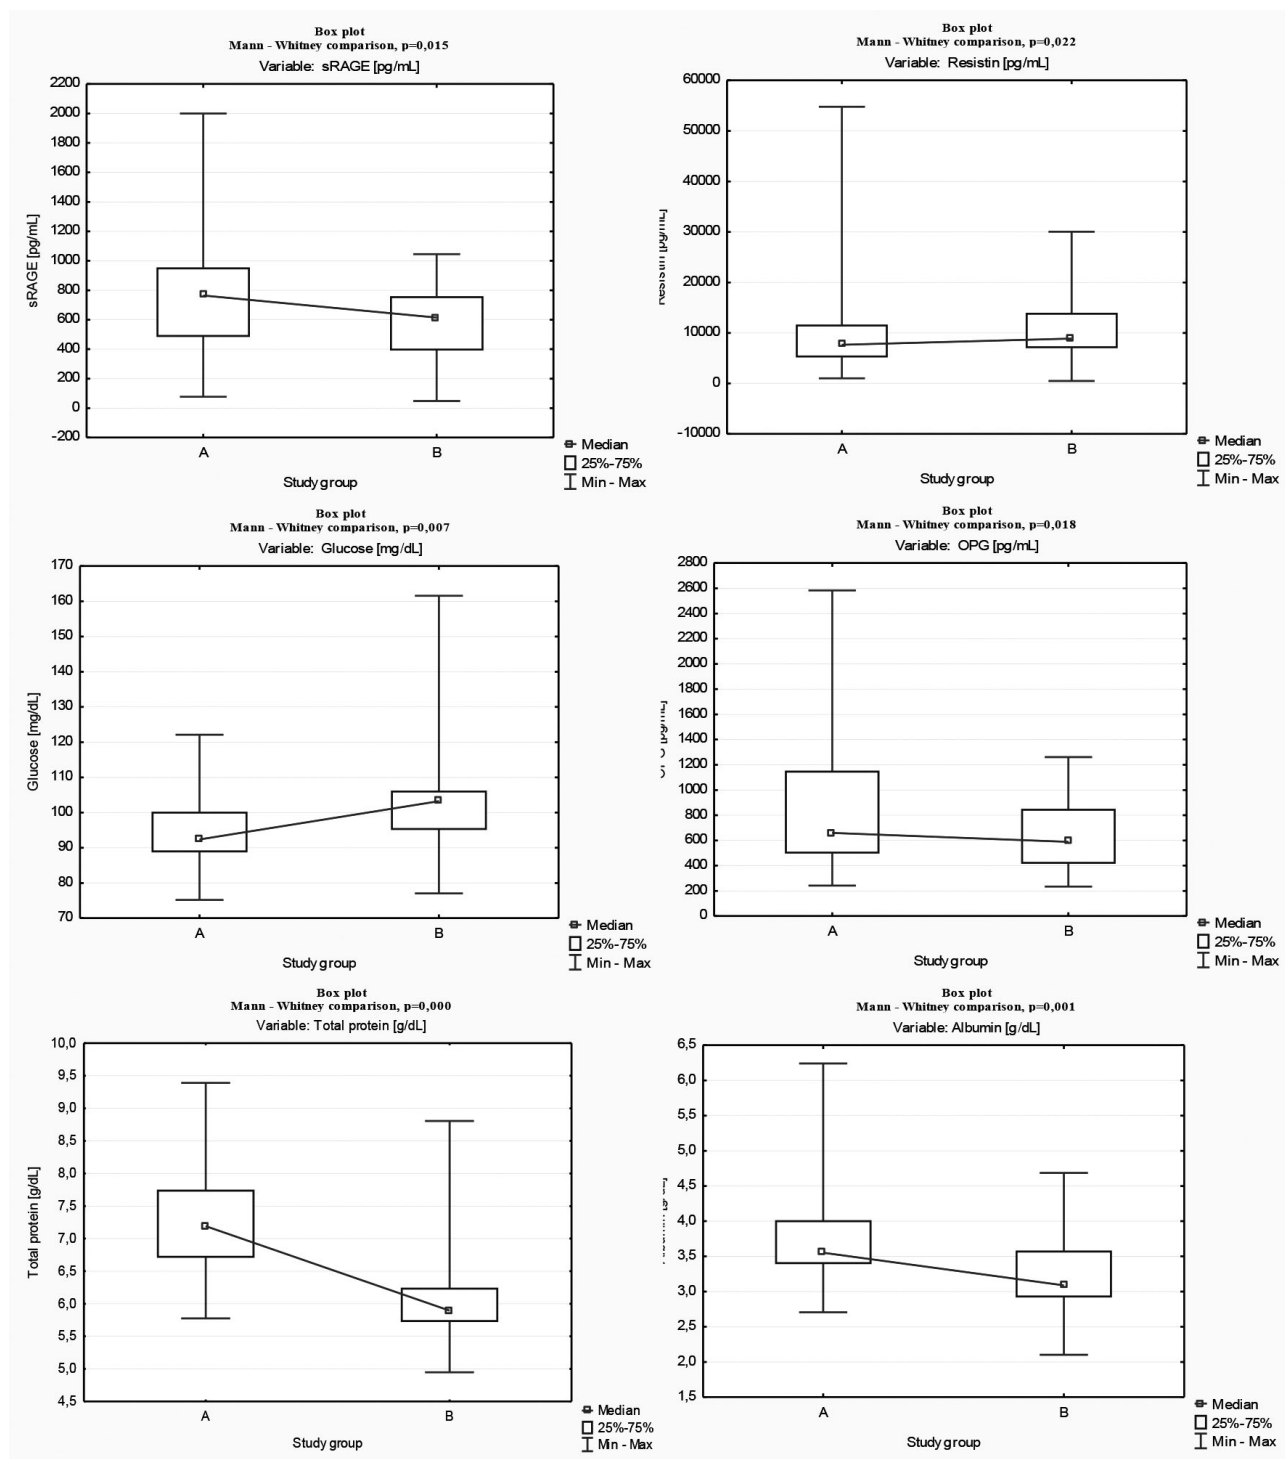 Box plot
Mann - Whitney comparison, p=0,015
Variable: sRAGE [pg/mL]
2200
2000
1800
1600
1400
1200
1000
800
600
400
200
0
-200
sRAGE [pg/mL]
A
B
Study group
Median
25%-75%
Min - Max
Box plot
Mann - Whitney comparison, p=0,022
Variable: Resistin [pg/mL]
60000
50000
40000
30000
20000
10000
0
-10000
Resistin [pg/mL]
A
B
Study group
Median
25%-75%
Min - Max
Box plot
Mann - Whitney comparison, p=0,007
Variable: Glucose [mg/dL]
170
160
150
140
130
120
110
100
90
80
70
Glucose [mg/dL]
A
B
Study group
Median
25%-75%
Min - Max
Box plot
Mann - Whitney comparison, p=0,018
Variable: OPG [pg/mL]
2800
2600
2400
2200
2000
1800
1600
1400
1200
1000
800
600
400
200
0
A
B
Study group
Median
25%-75%
Min - Max
Box plot
Mann - Whitney comparison, p=0,000
Variable: Total protein [g/dL]
10,0
9,5
9,0
8,5
8,0
7,5
7,0
6,5
6,0
5,5
5,0
4,5
Total protein [g/dL]
A
B
Study group
Median
25%-75%
Min - Max
Box plot
Mann - Whitney comparison, p=0,001
Variable: Albumin [g/dL]
6,5
6,0
5,5
5,0
4,5
4,0
3,5
3,0
2,5
2,0
1,5
A
B
Study group
Median
25%-75%
Min - Max